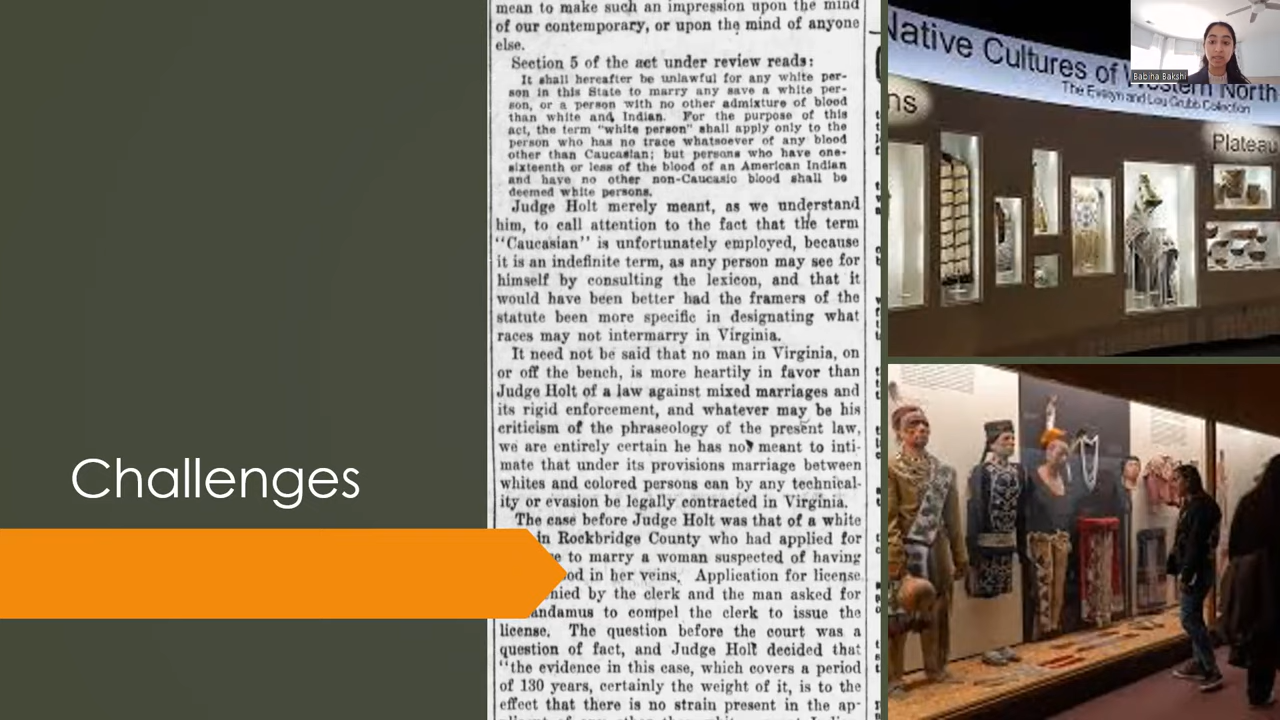 Challenges
mean to make such an impression upon the mind
of our contemporary, or upon the mind of anyone
else.
Section 5 of the act under review reads:
It shall hereafter be unlawful for any white per-
son in this State to marry any save a white per-
son, or a person with no other admixture of blood
than white and Indian. For the purpose of this
act, the term "white person" shall apply only to the
person who has no trace whatsoever of any blood
other than Caucasian; but persons who have one-
sixteenth or less of the blood of an American Indian
and have no other non-Caucasic blood shall be
deemed white persons.
Judge Holt merely meant, as we understand
him, to call attention to the fact that the term
"Caucasian" is unfortunately employed, because
it is an indefinite term, as any person may see for
himself by consulting the lexicon, and that it
would have been better had the framers of the
statute been more specific in designating what
races may not intermarry in Virginia.
It need not be said that no man in Virginia, on
or off the bench, is more heartily in favor than
Judge Holt of a law against mixed marriages and
its rigid enforcement, and whatever may be his
criticism of the phraseology of the present law,
we are entirely certain he has not meant to inti-
mate that under its provisions marriage between
whites and colored persons can by any technical-
ity or evasion be legally contracted in Virginia.
The case before Judge Holt was that of a white
in Rockbridge County who had applied for
to marry a woman suspected of having
in her veins. Application for license
by the clerk and the man asked for
to compel the clerk to issue the
license. The question before the court was a
question of fact, and Judge Holt decided that
"the evidence in this case, which covers a period
of 130 years, certainly the weight of it, is to the
effect that there is no strain present in the ap-
Native Cultures of Western North
The Evelyn and Lou Grubb Collection
ns
Plateau
Babiha Bakshi